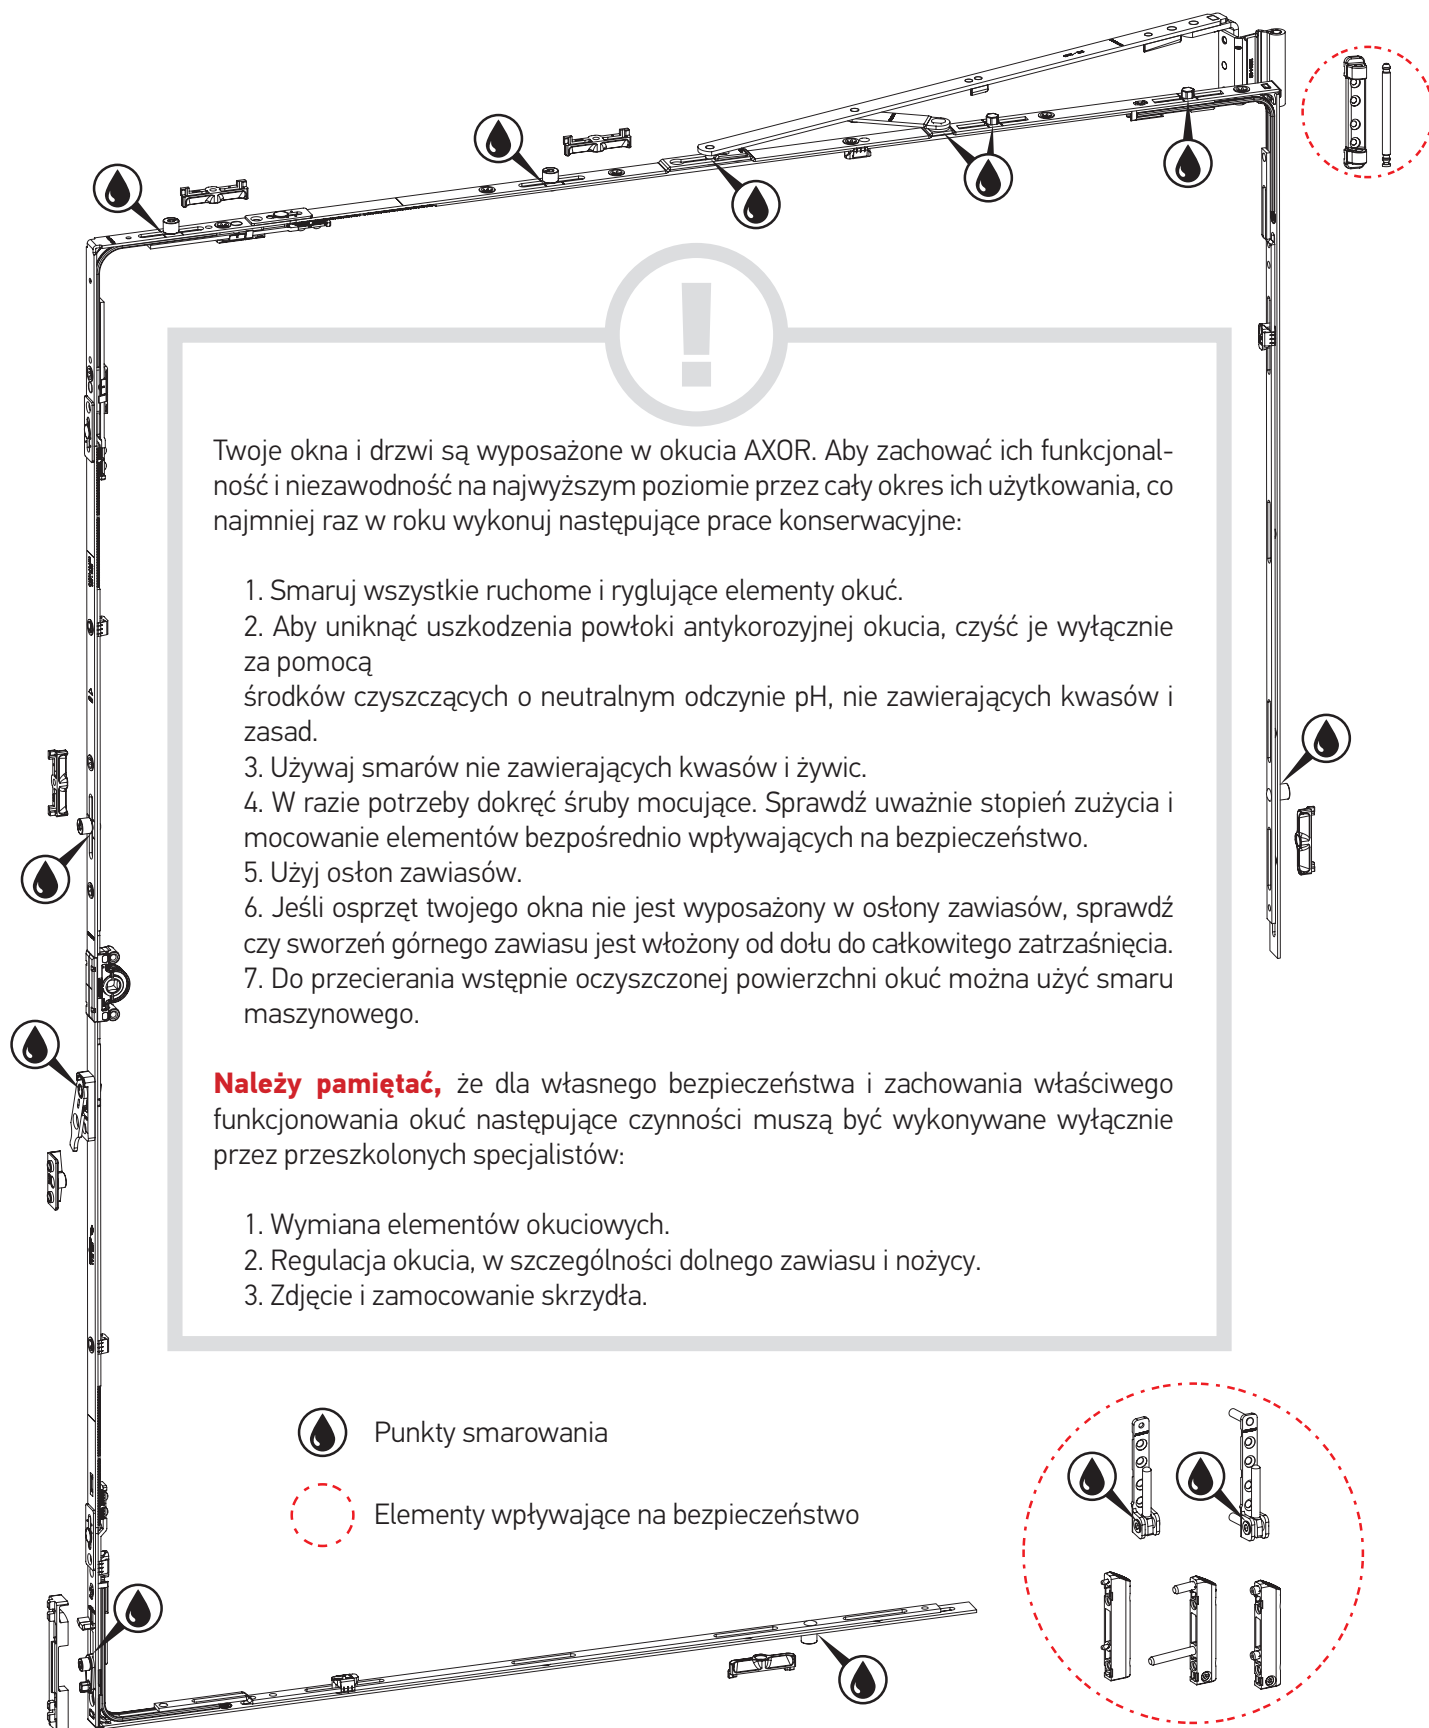 Twoje okna i drzwi są wyposażone w okucia AXOR. Aby zachować ich funkcjonal-
ność i niezawodność na najwyższym poziomie przez cały okres ich użytkowania, co
najmniej raz w roku wykonuj następujące prace konserwacyjne:
1. Smaruj wszystkie ruchome i ryglujące elementy okuć.
2. Aby uniknąć uszkodzenia powłoki antykorozyjnej okucia, czyść je wyłącznie
za pomocą
środków czyszczących o neutralnym odczynie pH, nie zawierających kwasów i
zasad.
3. Używaj smarów nie zawierających kwasów i żywic.
4. W razie potrzeby dokręć śruby mocujące. Sprawdź uważnie stopień zużycia i
mocowanie elementów bezpośrednio wpływających na bezpieczeństwo.
5. Użyj osłon zawiasów.
6. Jeśli osprzęt twojego okna nie jest wyposażony w osłony zawiasów, sprawdź
czy sworzeń górnego zawiasu jest włożony od dołu do całkowitego zatrzaśnięcia.
7. Do przecierania wstępnie oczyszczonej powierzchni okuć można użyć smaru
maszynowego.
Należy pamiętać, że dla własnego bezpieczeństwa i zachowania właściwego
funkcjonowania okuć następujące czynności muszą być wykonywane wyłącznie
przez przeszkolonych specjalistów:
1. Wymiana elementów okuciowych.
2. Regulacja okucia, w szczególności dolnego zawiasu i nożycy.
3. Zdjęcie i zamocowanie skrzydła.
Punkty smarowania
Elementy wpływające na bezpieczeństwo